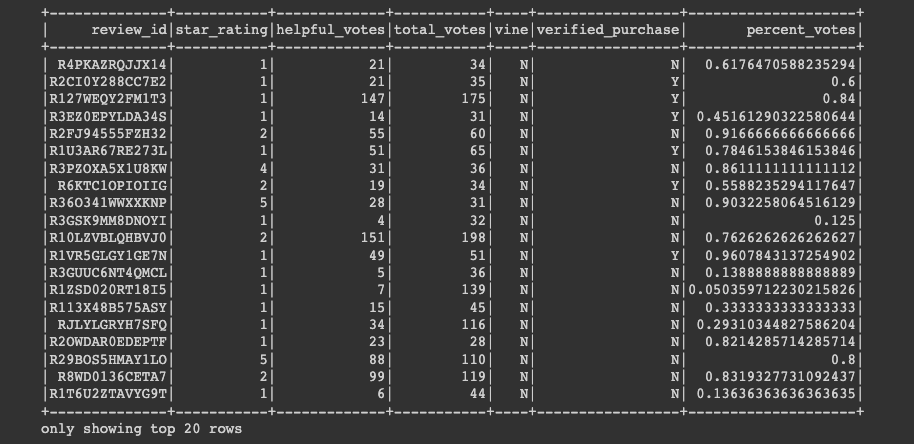 +--------------+-----------+-------------+-----------+----+-----------------+--------------------+
|     review_id|star_rating|helpful_votes|total_votes|vine|verified_purchase|       percent_votes|
+--------------+-----------+-------------+-----------+----+-----------------+--------------------+
| R4PKAZRQJJX14|          1|           21|         34|   N|                N|  0.6176470588235294|
|R2CI0Y288CC7E2|          1|           21|         35|   N|                Y|                 0.6|
|R127WEQY2FM1T3|          1|          147|        175|   N|                Y|                0.84|
|R3EZ0EPYLDA34S|          1|           14|         31|   N|                Y| 0.45161290322580644|
|R2FJ94555FZH32|          2|           55|         60|   N|                N|  0.9166666666666666|
|R1U3AR67RE273L|          1|           51|         65|   N|                Y|  0.7846153846153846|
|R3PZOXA5X1U8KW|          4|           31|         36|   N|                N|  0.8611111111111112|
| R6KTC1OPIOIIG|          2|           19|         34|   N|                Y|  0.5588235294117647|
|R36O341WWXXKNP|          5|           28|         31|   N|                N|  0.9032258064516129|
|R3GSK9MM8DNOYI|          1|            4|         32|   N|                N|               0.125|
|R10LZVBLQHBVJ0|          2|          151|        198|   N|                N|  0.7626262626262627|
|R1VR5GLGY1GE7N|          1|           49|         51|   N|                Y|  0.9607843137254902|
|R3GUUC6NT4QMCL|          1|            5|         36|   N|                N|  0.1388888888888889|
|R1ZSD020RT18I5|          1|            7|        139|   N|                N|0.050359712230215826|
|R113X48B575ASY|          1|           15|         45|   N|                N|  0.3333333333333333|
| RJLYLGRYH7SFQ|          1|           34|        116|   N|                N| 0.29310344827586204|
|R2OWDAR0EDEPTF|          1|           23|         28|   N|                N|  0.8214285714285714|
|R29BOS5HMAY1LO|          5|           88|        110|   N|                N|                 0.8|
| R8WD0136CETA7|          2|           99|        119|   N|                N|  0.8319327731092437|
|R1T6U2ZTAVYG9T|          1|            6|         44|   N|                N| 0.13636363636363635|
+--------------+-----------+-------------+-----------+----+-----------------+--------------------+
only showing top 20 rows